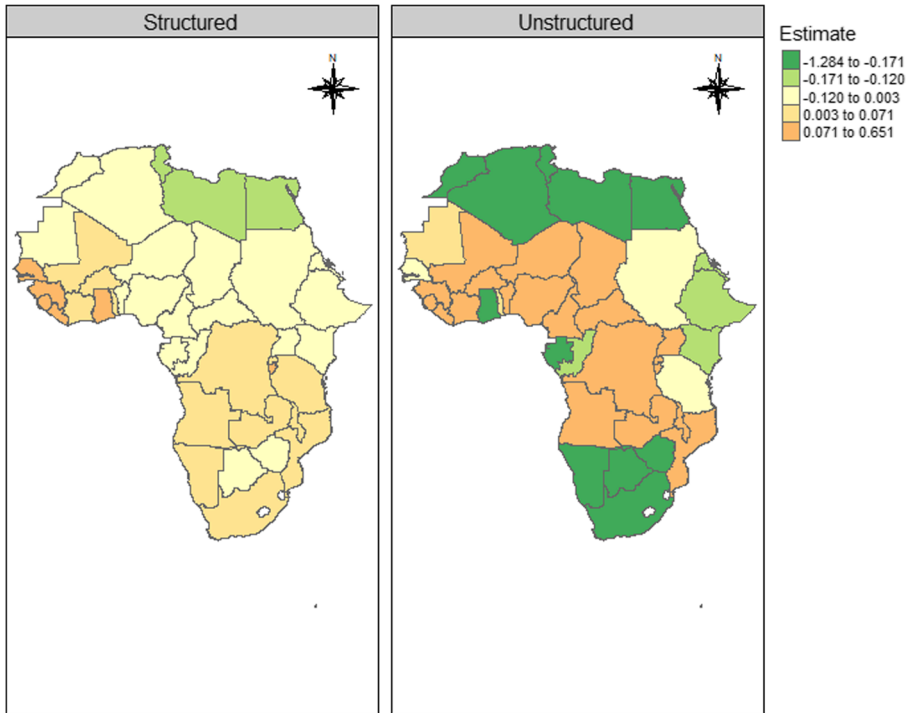 Structured
Unstructured
N
N
Estimate
-1.284 to -0.171
-0.171 to -0.120
-0.120 to 0.003
0.003 to 0.071
0.071 to 0.651